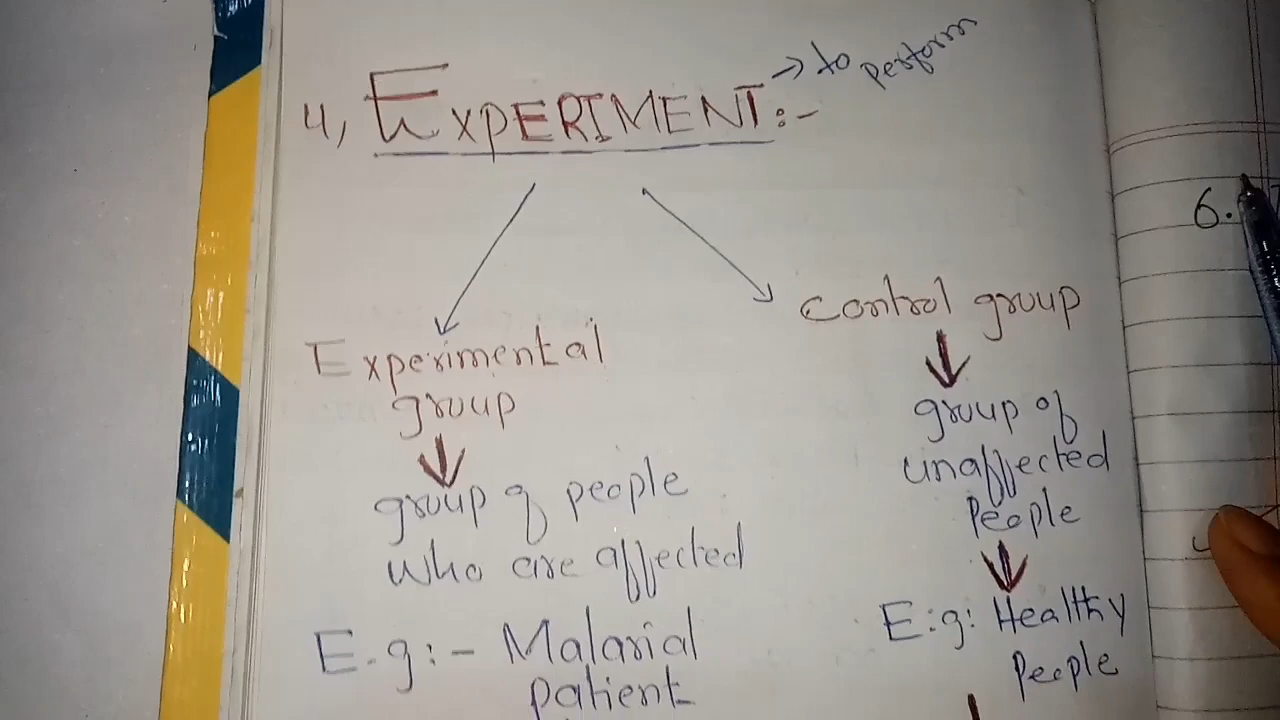 4, EXPERIMENT:- → to perform
Experimental
group
group of people
who are affected
E.g:- Malarial
patient
Control group
group of
unaffected
People
E.g: Healthy
People
6.